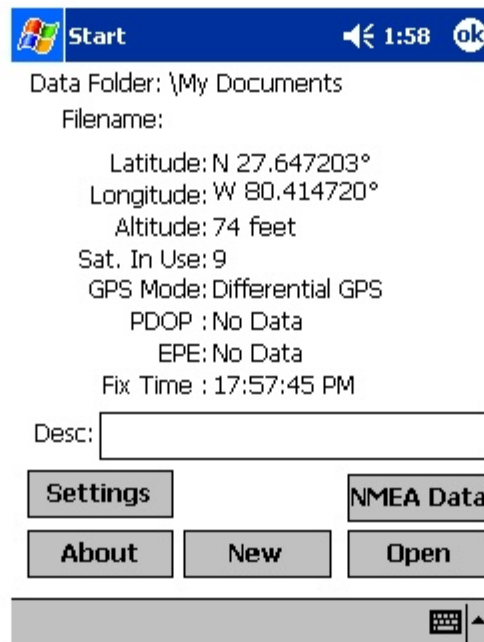 Start 1:58 ok
Data Folder: \My Documents
Filename:
Latitude: N 27.647203°
Longitude: W 80.414720°
Altitude: 74 feet
Sat. In Use: 9
GPS Mode: Differential GPS
PDOP : No Data
EPE: No Data
Fix Time : 17:57:45 PM
Desc:
Settings NMEA Data
About New Open